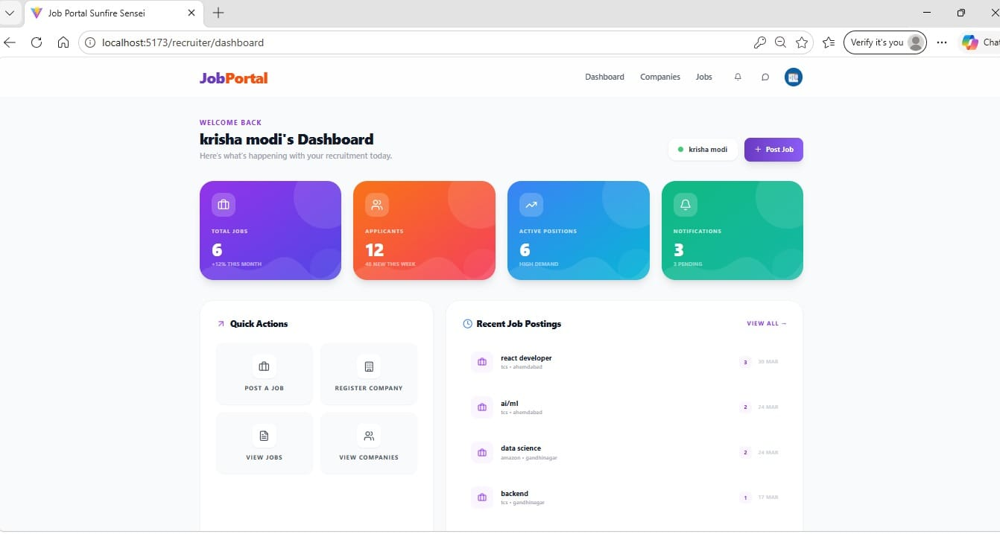 Job Portal Sunfire Sensei
localhost:5173/recruiter/dashboard
Verify it's you
Chat
JobPortal
Dashboard Companies Jobs
WELCOME BACK
krisha modi's Dashboard
Here's what's happening with your recruitment today.
krisha modi
+ Post Job
TOTAL JOBS
6
+12% THIS MONTH
APPLICANTS
12
48 NEW THIS WEEK
ACTIVE POSITIONS
6
HIGH DEMAND
NOTIFICATIONS
3
3 PENDING
Quick Actions
POST A JOB
REGISTER COMPANY
VIEW JOBS
VIEW COMPANIES
Recent Job Postings
VIEW ALL →
react developer
tcs • ahemdabad
3 30 MAR
ai/ml
tcs • ahemdabad
2 24 MAR
data science
amazon • gandhinagar
2 24 MAR
backend
tcs • gandhinagar
1 17 MAR